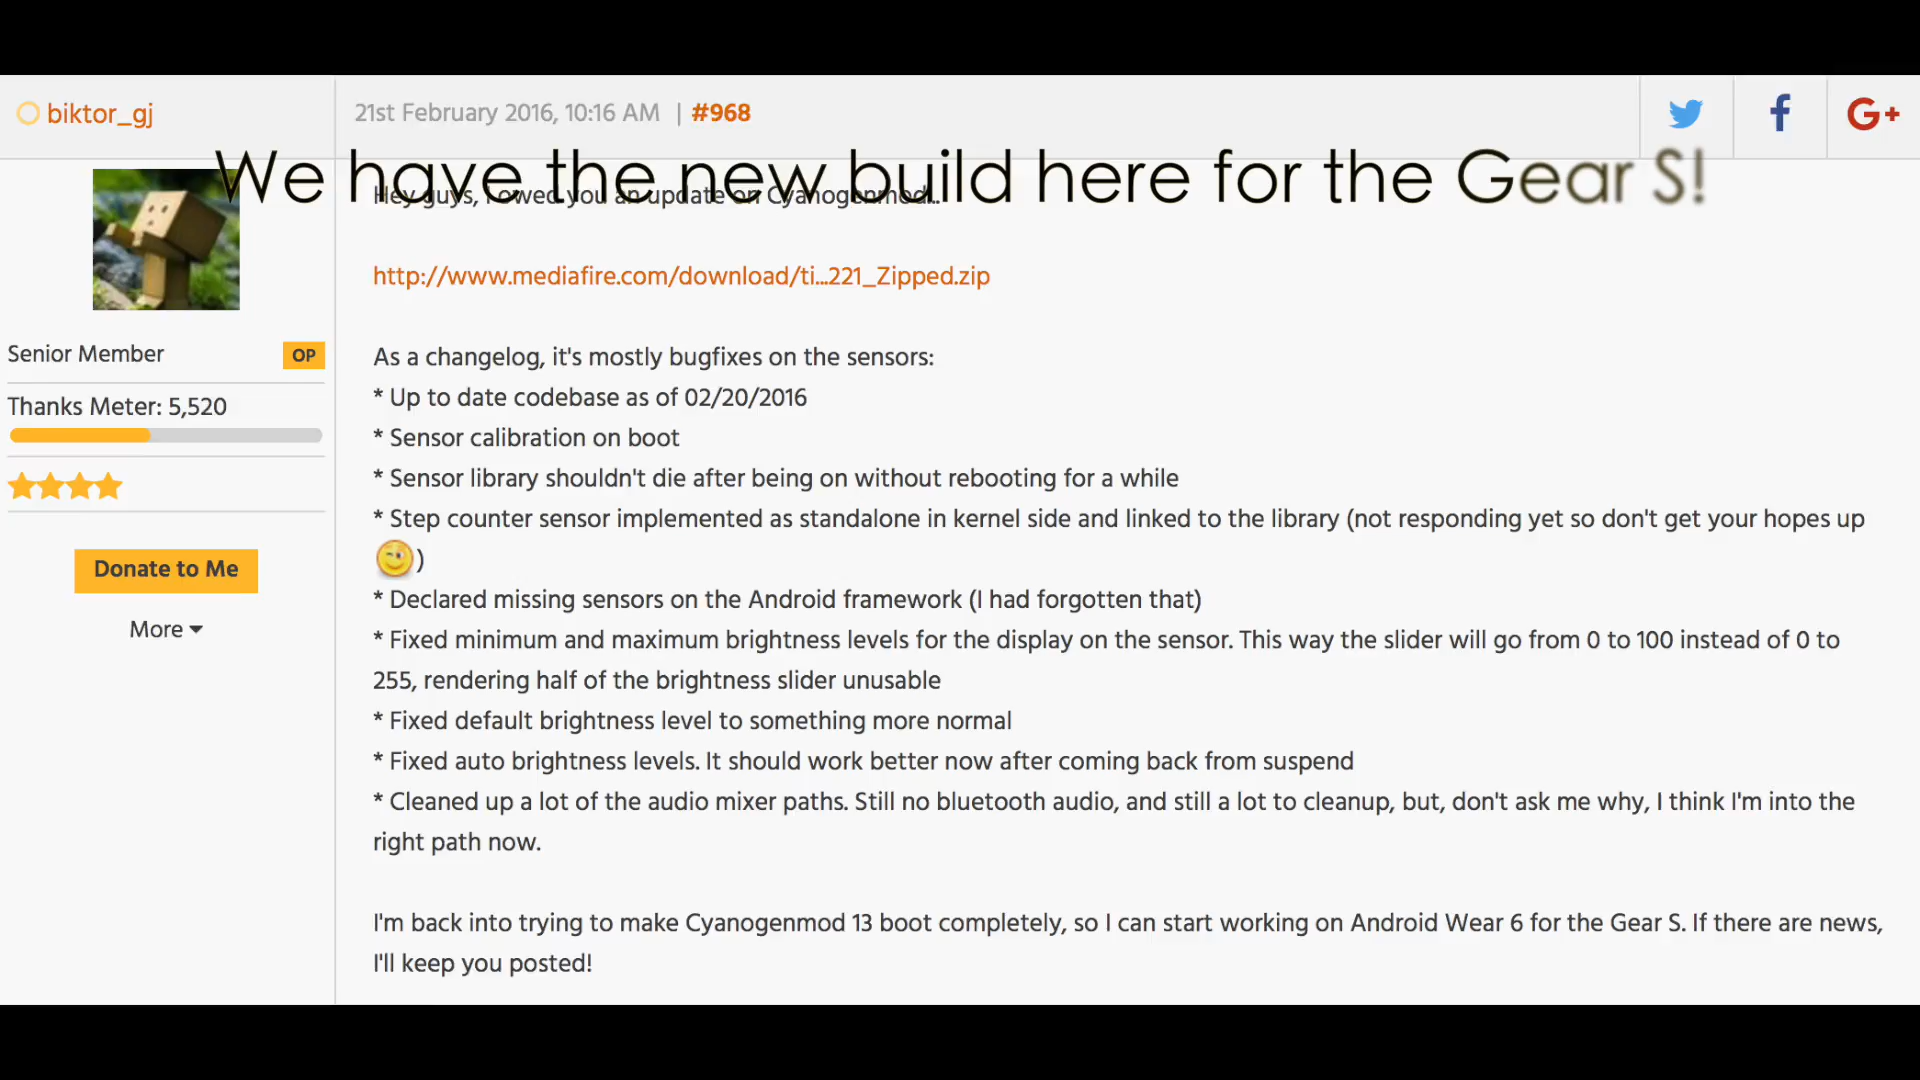 biktor_gj
21st February 2016, 10:16 AM | #968
G+
We have the new build here for the Gear S!
Hey guys, I owed you an update on Cyanogenmod...
http://www.mediafire.com/download/ti...221_Zipped.zip
Senior Member
OP
Thanks Meter: 5,520
Donate to Me
More
As a changelog, it's mostly bugfixes on the sensors:
* Up to date codebase as of 02/20/2016
* Sensor calibration on boot
* Sensor library shouldn't die after being on without rebooting for a while
* Step counter sensor implemented as standalone in kernel side and linked to the library (not responding yet so don't get your hopes up
)
* Declared missing sensors on the Android framework (I had forgotten that)
* Fixed minimum and maximum brightness levels for the display on the sensor. This way the slider will go from 0 to 100 instead of 0 to
255, rendering half of the brightness slider unusable
* Fixed default brightness level to something more normal
* Fixed auto brightness levels. It should work better now after coming back from suspend
* Cleaned up a lot of the audio mixer paths. Still no bluetooth audio, and still a lot to cleanup, but, don't ask me why, I think I'm into the
right path now.
I'm back into trying to make Cyanogenmod 13 boot completely, so I can start working on Android Wear 6 for the Gear S. If there are news,
I'll keep you posted!